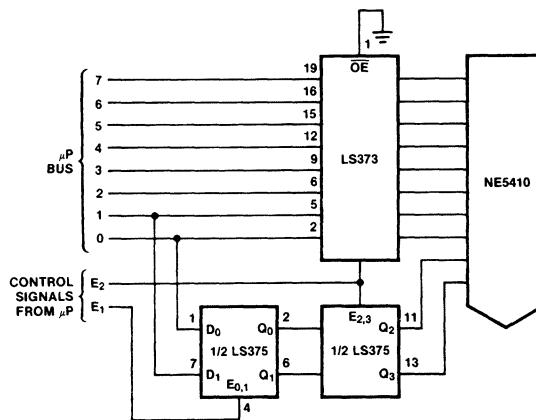 1
OE
7 19
6 16
5 15
4 12
3 9
2 6
1 5
0 2
µP
BUS
LS373
NE5410
CONTROL
SIGNALS
FROM µP
E2
E1
1 D0 Q0 2
1/2 LS375
7 D1 Q1 6
E0,1
4
E2,3
Q2 11
1/2 LS375
Q3 13